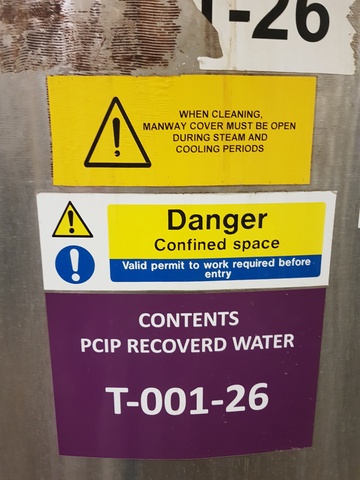 -26
WHEN CLEANING,
MANWAY COVER MUST BE OPEN
DURING STEAM AND
COOLING PERIODS
Danger
Confined space
Valid permit to work required before
entry
CONTENTS
PCIP RECOVERD WATER
T-001-26